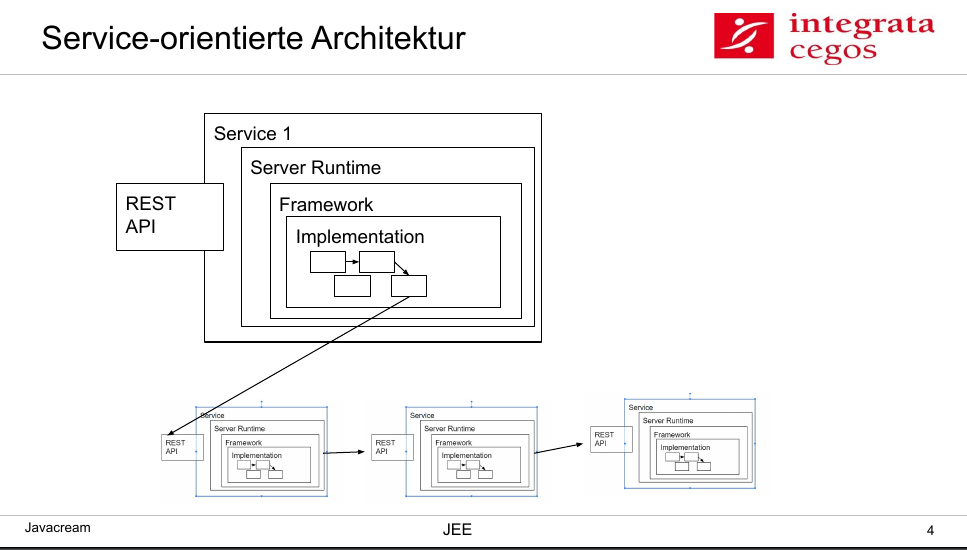 Service-orientierte Architektur
integrata
cegos
Service 1
Server Runtime
REST
API
Framework
Implementation
Service
Server Runtime
REST
API
Framework
Implementation
Service
Server Runtime
REST
API
Framework
Implementation
Service
Server Runtime
REST
API
Framework
Implementation
Javacream
JEE
4